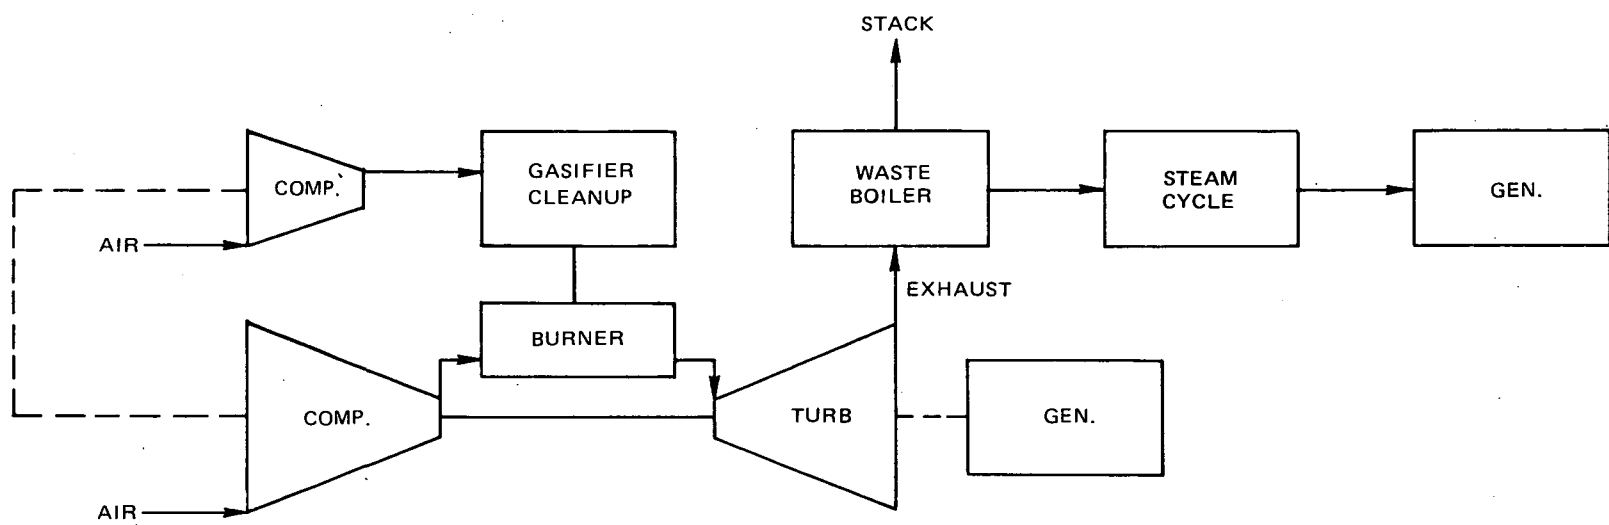 STACK
COMP.
GASIFIER
CLEANUP
WASTE
BOILER
STEAM
CYCLE
GEN.
AIR
EXHAUST
BURNER
COMP.
TURB
GEN.
AIR